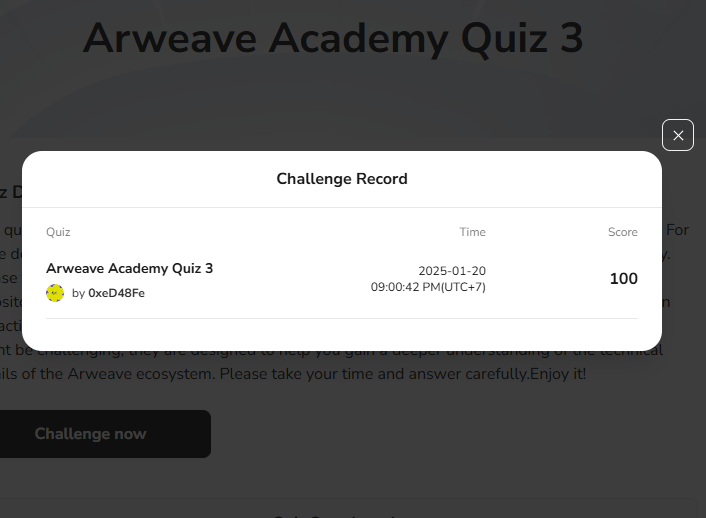 Arweave Academy Quiz 3
Challenge Record
z D
Quiz
Time
Score
qu
For
e de
y.
Arweave Academy Quiz 3
2025-01-20
09:00:42 PM(UTC+7)
100
by 0xeD48Fe
nt be challenging, they are designed to help you gain a deeper understanding of the technical
ils of the Arweave ecosystem. Please take your time and answer carefully.Enjoy it!
Challenge now